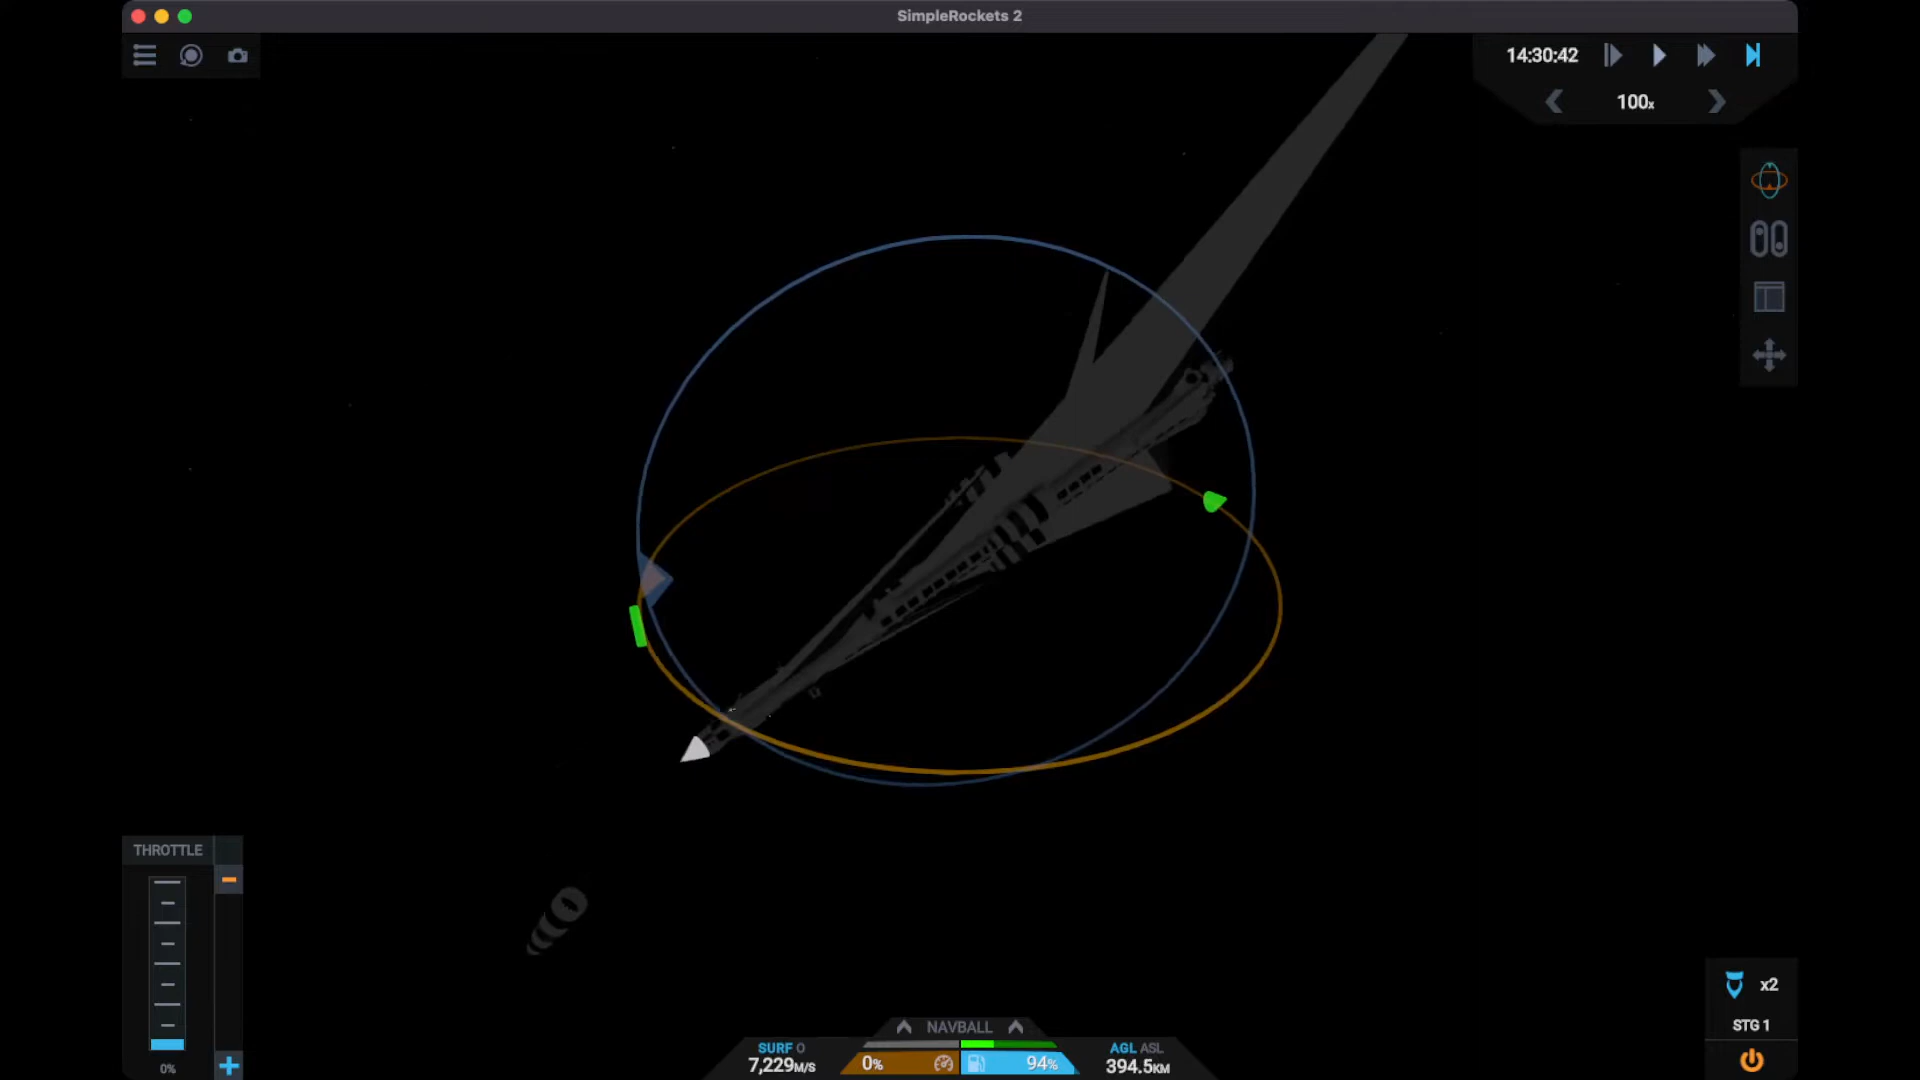 SimpleRockets 2
14:30:42
100x
THROTTLE
0%
NAVBALL
SURF O
7,229M/S
0%
94%
AGL ASL
394.5KM
x2
STG 1